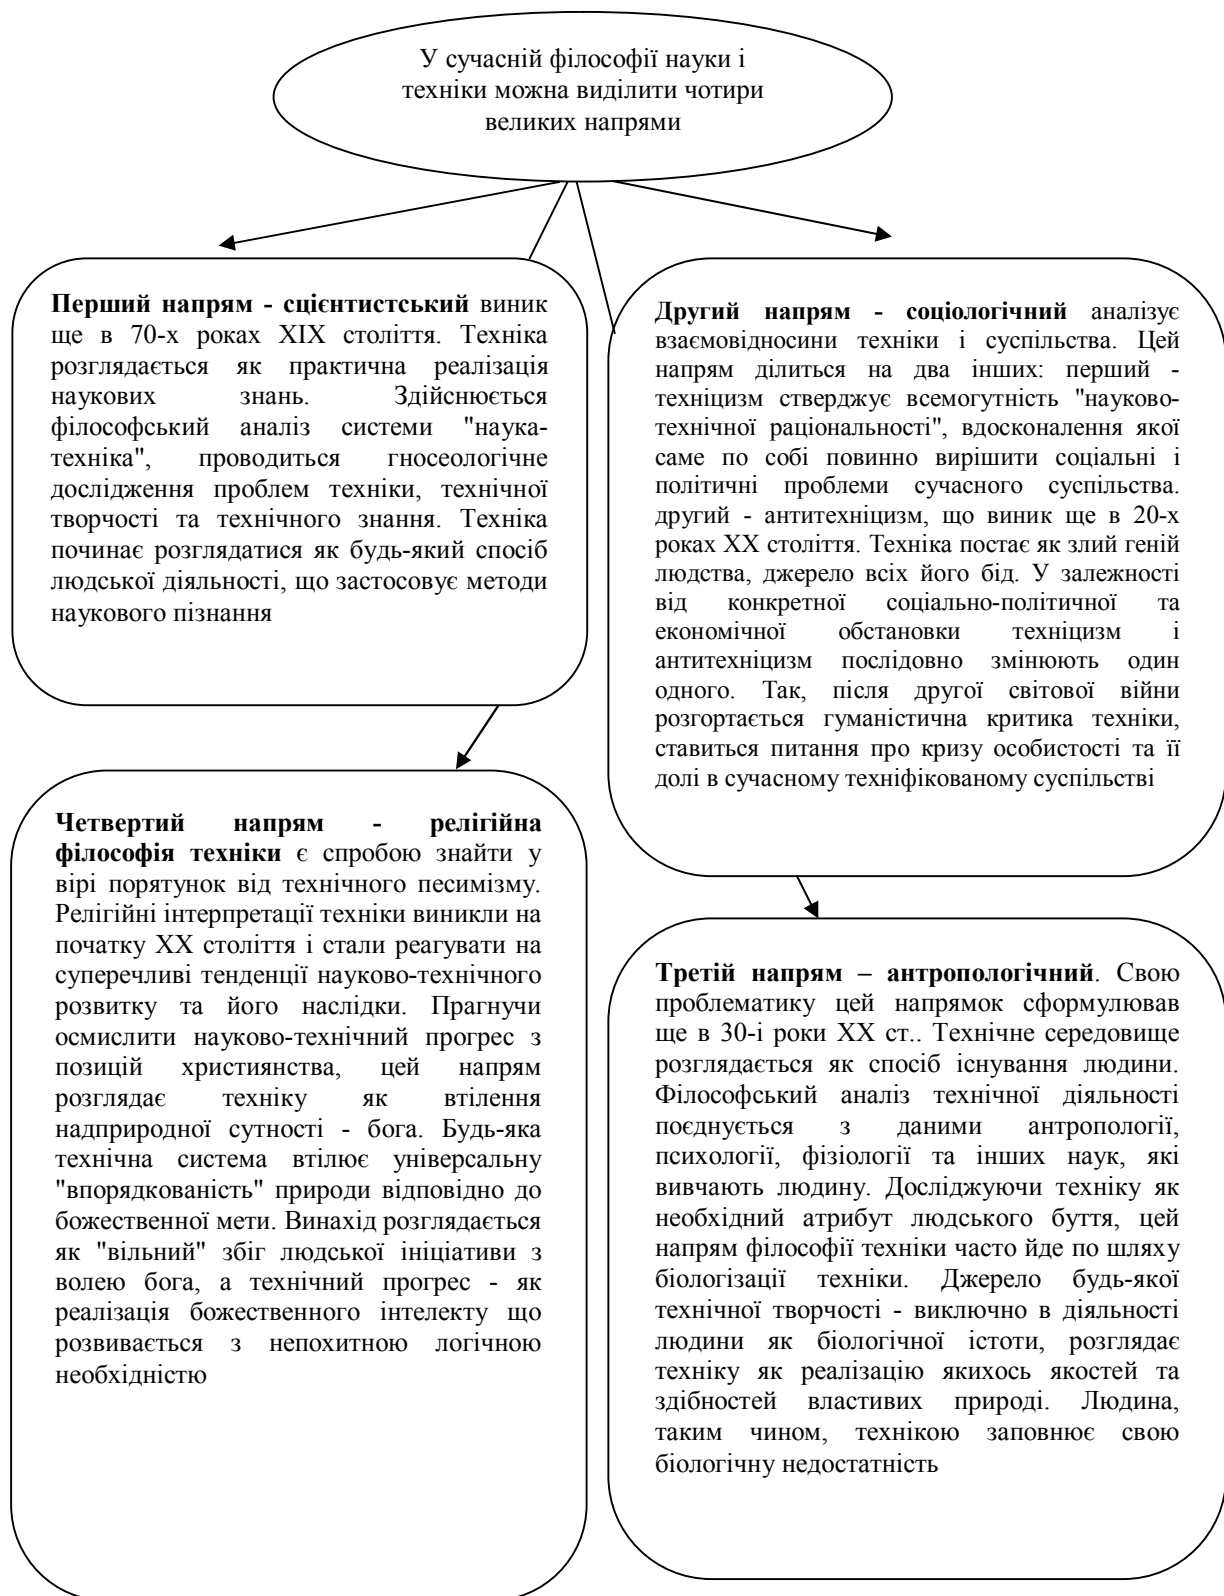 У сучасній філософії науки і
техніки можна виділити чотири
великих напрями
Перший напрям - сцієнтистський виник
ще в 70-х роках XIX століття. Техніка
розглядається як практична реалізація
наукових знань. Здійснюється
філософський аналіз системи "наука-
техніка", проводиться гносеологічне
дослідження проблем техніки, технічної
творчості та технічного знання. Техніка
починає розглядатися як будь-який спосіб
людської діяльності, що застосовує методи
наукового пізнання
Другий напрям - соціологічний аналізує
взаємовідносини техніки і суспільства. Цей
напрям ділиться на два інших: перший -
техніцизм стверджує всемогутність "науково-
технічної раціональності", вдосконалення якої
саме по собі повинно вирішити соціальні і
політичні проблеми сучасного суспільства.
другий - антитехніцизм, що виник ще в 20-х
роках XX століття. Техніка постає як злий геній
людства, джерело всіх його бід. У залежності
від конкретної соціально-політичної та
економічної обстановки техніцизм і
антитехніцизм послідовно змінюють один
одного. Так, після другої світової війни
розгортається гуманістична критика техніки,
ставиться питання про кризу особистості та її
долі в сучасному техніфікованому суспільстві
Четвертий напрям - релігійна
філософія техніки є спробою знайти у
вірі порятунок від технічного песимізму.
Релігійні інтерпретації техніки виникли на
початку XX століття і стали реагувати на
суперечливі тенденції науково-технічного
розвитку та його наслідки. Прагнучи
осмислити науково-технічний прогрес з
позицій християнства, цей напрям
розглядає техніку як втілення
надприродної сутності - бога. Будь-яка
технічна система втілює універсальну
"впорядкованість" природи відповідно до
божественної мети. Винахід розглядається
як "вільний" збіг людської ініціативи з
волею бога, а технічний прогрес - як
реалізація божественного інтелекту що
розвивається з непохитною логічною
необхідністю
Третій напрям – антропологічний. Свою
проблематику цей напрямок сформулював
ще в 30-і роки XX ст.. Технічне середовище
розглядається як спосіб існування людини.
Філософський аналіз технічної діяльності
поєднується з даними антропології,
психології, фізіології та інших наук, які
вивчають людину. Досліджуючи техніку як
необхідний атрибут людського буття, цей
напрям філософії техніки часто йде по шляху
біологізації техніки. Джерело будь-якої
технічної творчості - виключно в діяльності
людини як біологічної істоти, розглядає
техніку як реалізацію якихось якостей та
здібностей властивих природі. Людина,
таким чином, технікою заповнює свою
біологічну недостатність